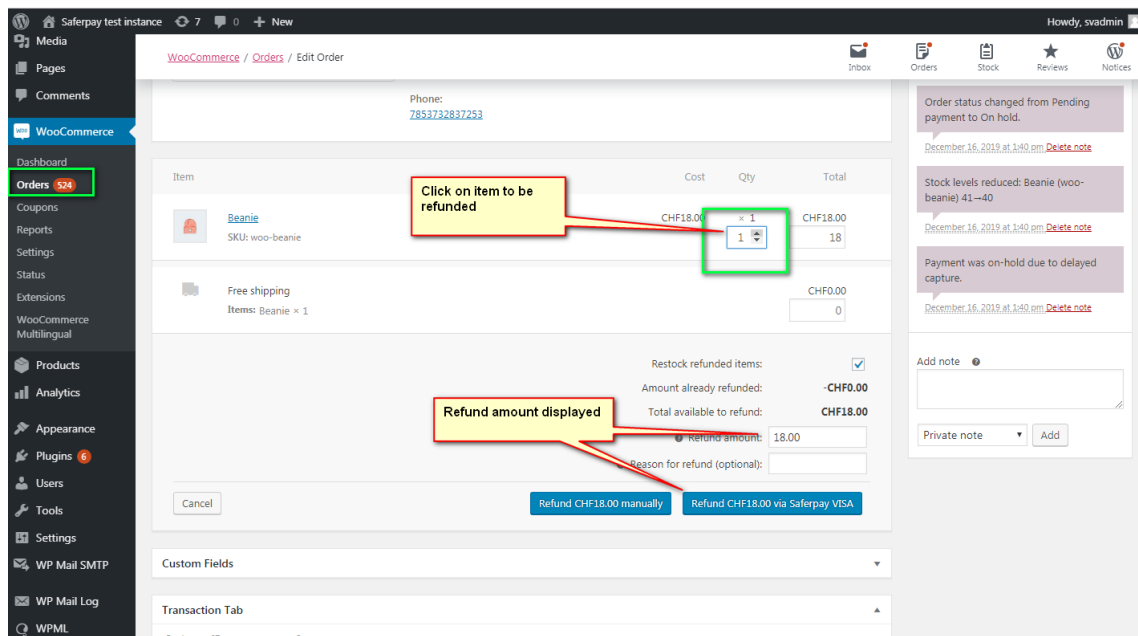 Saferpay test instance 7 0 + New Howdy, svadmin
Media
Pages
Comments
WooCommerce
Dashboard
Orders 524
Coupons
Reports
Settings
Status
Extensions
WooCommerce
Multilingual
Products
Analytics
Appearance
Plugins 6
Users
Tools
Settings
WP Mail SMTP
WP Mail Log
WPML
WooCommerce / Orders / Edit Order
Inbox
Orders
Stock
Reviews
Notices
Phone:
7853732837253
Item Cost Qty Total
Click on item to be
refunded
Beanie CHF18.00 × 1 CHF18.00
SKU: woo-beanie 1 18
Free shipping CHF0.00
Items: Beanie × 1 0
Restock refunded items:
Amount already refunded: -CHF0.00
Total available to refund: CHF18.00
Refund amount displayed
Refund amount: 18.00
Reason for refund (optional):
Cancel
Refund CHF18.00 manually
Refund CHF18.00 via Saferpay VISA
Custom Fields
Transaction Tab
Order status changed from Pending
payment to On hold.
December 16, 2019 at 1:40 pm Delete note
Stock levels reduced: Beanie (woo-
beanie) 41→40
December 16, 2019 at 1:40 pm Delete note
Payment was on-hold due to delayed
capture.
December 16, 2019 at 1:40 pm Delete note
Add note
Private note
Add